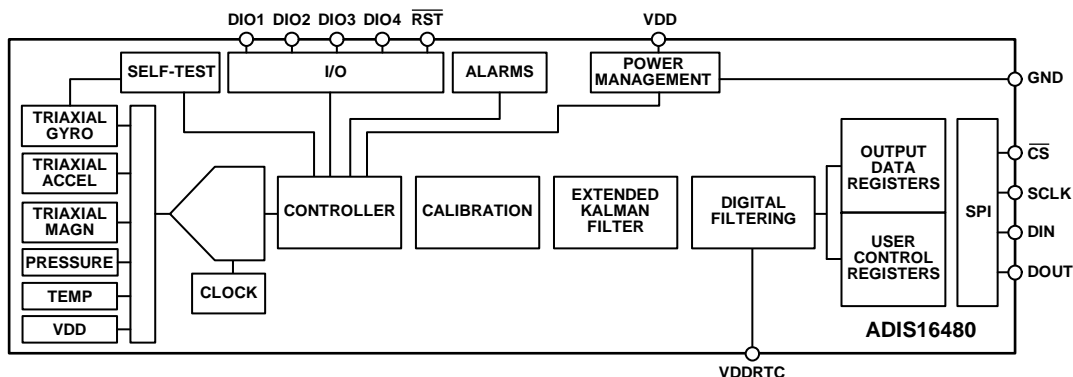 DIO1 DIO2 DIO3 DIO4 RST VDD
SELF-TEST
I/O
ALARMS
POWER
MANAGEMENT
GND
TRIAXIAL
GYRO
TRIAXIAL
ACCEL
TRIAXIAL
MAGN
PRESSURE
TEMP
VDD
CLOCK
CONTROLLER
CALIBRATION
EXTENDED
KALMAN
FILTER
DIGITAL
FILTERING
OUTPUT
DATA
REGISTERS
USER
CONTROL
REGISTERS
SPI
CS
SCLK
DIN
DOUT
ADIS16480
VDDRTC